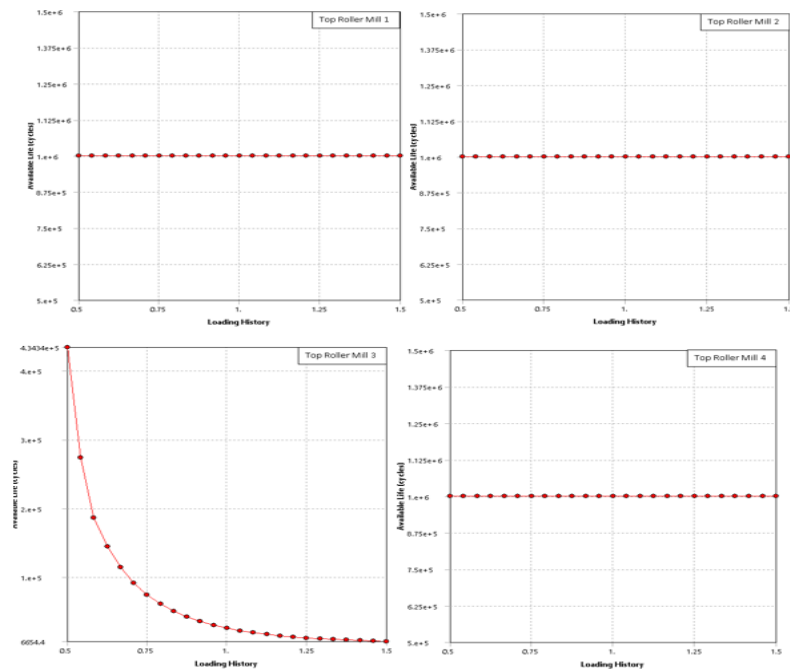 Top Roller Mill 1
1.5e+6
1.375e+6
1.25e+6
1.125e+6
1.e+6
8.75e+5
7.5e+5
6.25e+5
5.e+5
Available Life (cycles)
0.5
0.75
1.
1.25
1.5
Loading History
Top Roller Mill 2
1.5e+6
1.375e+6
1.25e+6
1.125e+6
1.e+6
8.75e+5
7.5e+5
6.25e+5
5.e+5
Available Life (cycles)
0.5
0.75
1.
1.25
Loading History
Top Roller Mill 3
4.3434e+5
4.e+5
3.e+5
2.e+5
1.e+5
6654.4
Available Life (cycles)
0.5
0.75
1.
1.25
1.5
Loading History
Top Roller Mill 4
1.5e+6
1.375e+6
1.25e+6
1.125e+6
1.e+6
8.75e+5
7.5e+5
6.25e+5
5.e+5
Available Life (cycles)
0.5
0.75
1.
1.25
1.5
Loading History